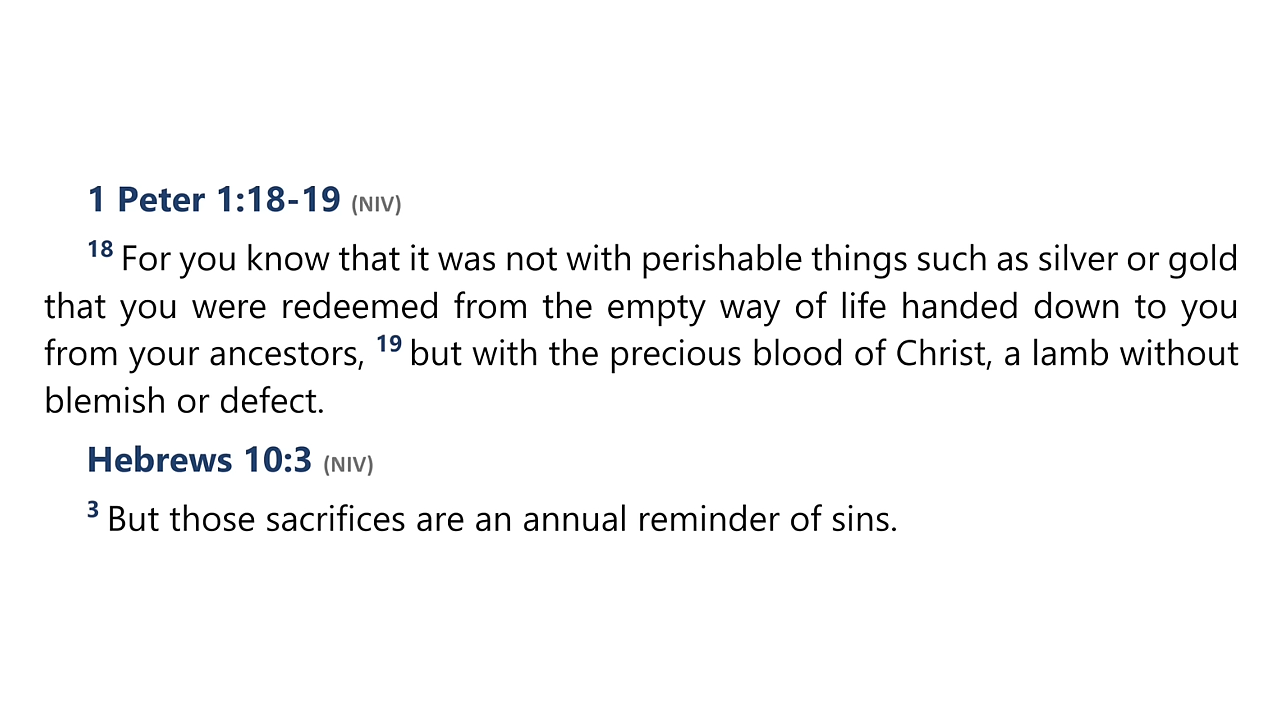 1 Peter 1:18-19 (NIV)
18 For you know that it was not with perishable things such as silver or gold
that you were redeemed from the empty way of life handed down to you
from your ancestors, 19 but with the precious blood of Christ, a lamb without
blemish or defect.
Hebrews 10:3 (NIV)
3 But those sacrifices are an annual reminder of sins.